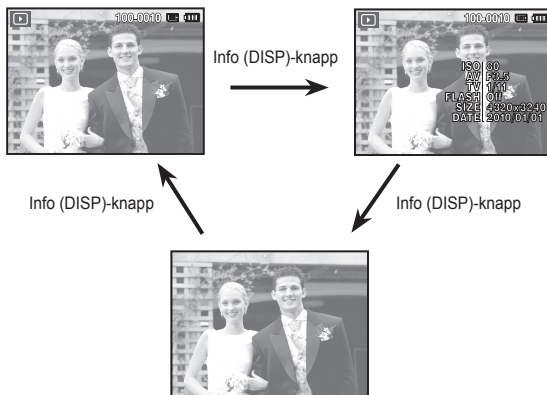 100-0010
Info (DISP)-knapp
100-0010
ISO 80
AV F3.5
TV 1/11
FLASH Off
SIZE 4320x3240
DATE 2010/01/01
Info (DISP)-knapp
Info (DISP)-knapp